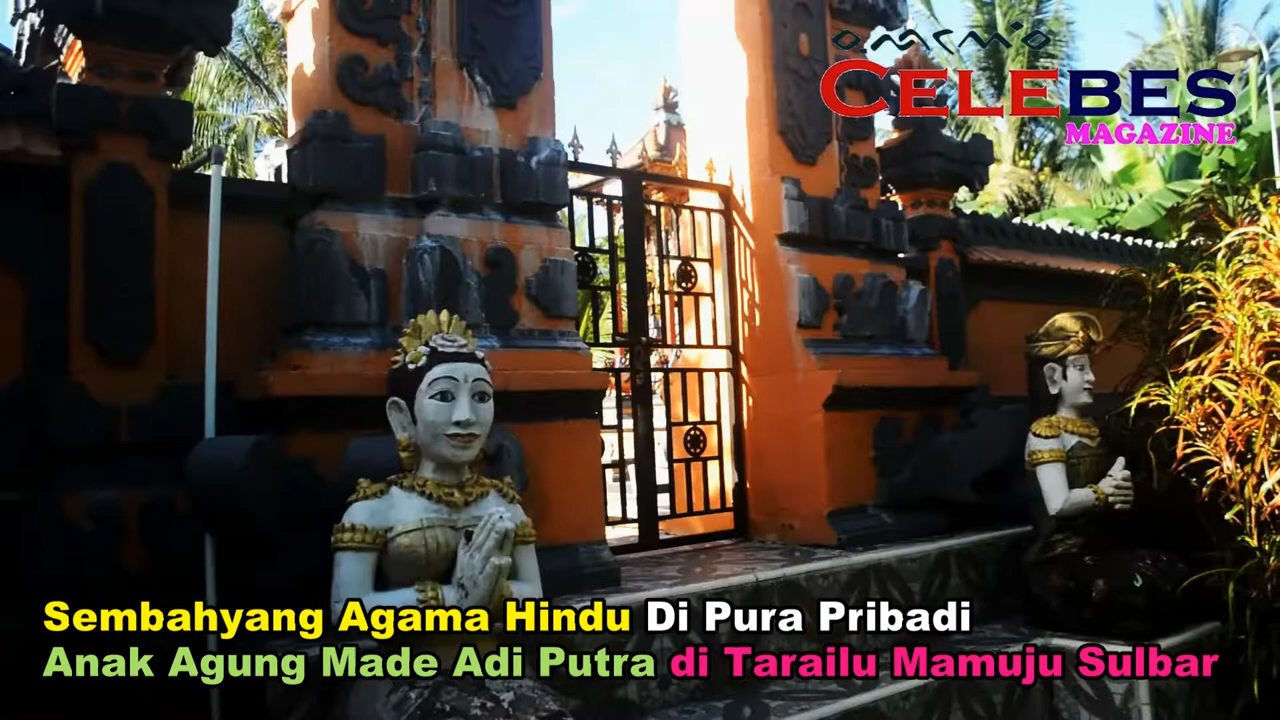 CELEBES
MAGAZINE
Sembahyang Agama Hindu Di Pura Pribadi
Anak Agung Made Adi Putra di Tarailu Mamuju Sulbar